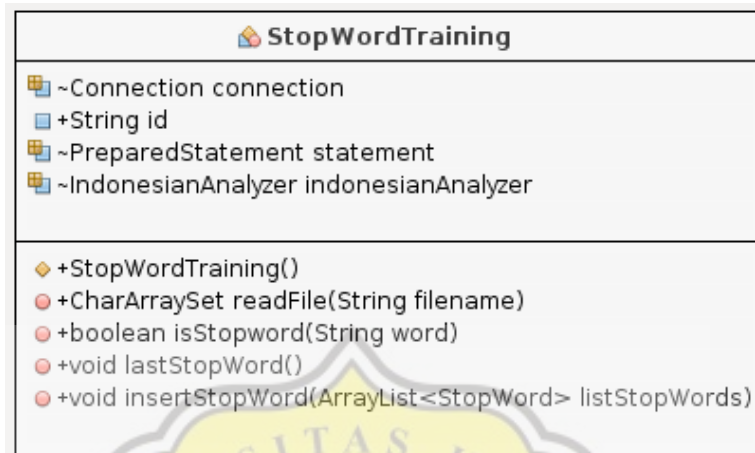 StopWordTraining
~Connection connection
+String id
~PreparedStatement statement
~IndonesianAnalyzer indonesianAnalyzer
+StopWordTraining()
+CharArraySet readFile(String filename)
+boolean isStopword(String word)
+void lastStopWord()
+void insertStopWord(ArrayList<StopWord> listStopWords)
SITAS